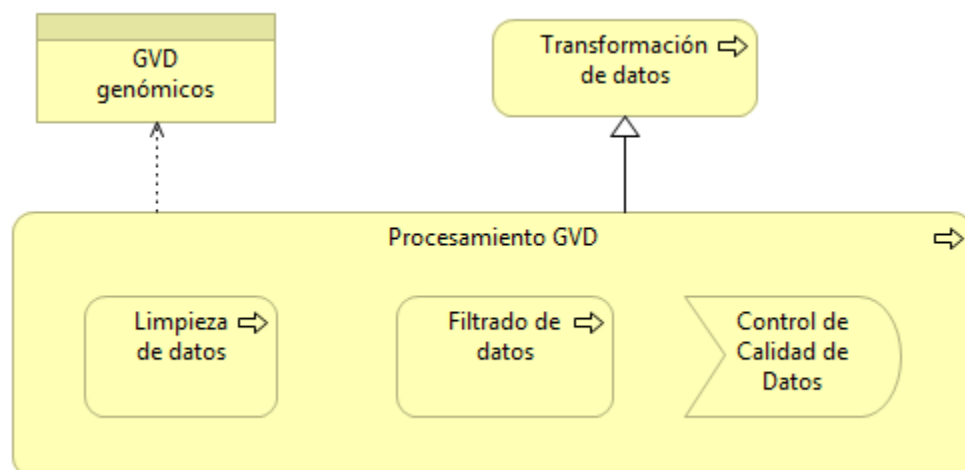 GVD
genómicos
Transformación
de datos
Procesamiento GVD
Limpieza
de datos
Filtrado de
datos
Control de
Calidad de
Datos